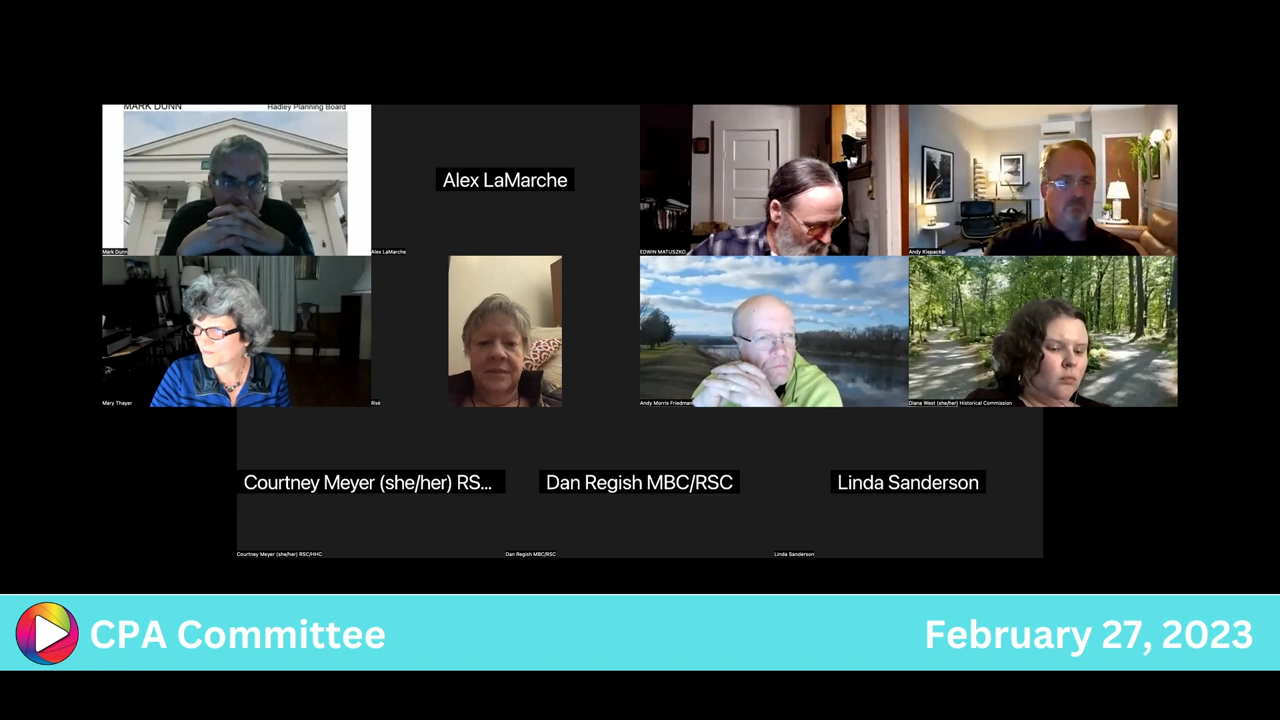 MARK DUNN
Hadley Planning Board
Mark Dunn
Alex LaMarche
Alex LaMarche
EDWIN MATUSZKO
Andy Klepacki
Mary Thayer
Risk
Andy Morris Friedman
Diana West (she/her) Historical Commission
Courtney Meyer (she/her) RS...
Dan Regish MBC/RSC
Linda Sanderson
Courtney Meyer (she/her) RSC/HHC
Dan Regish MBC/RSC
Linda Sanderson
CPA Committee
February 27, 2023